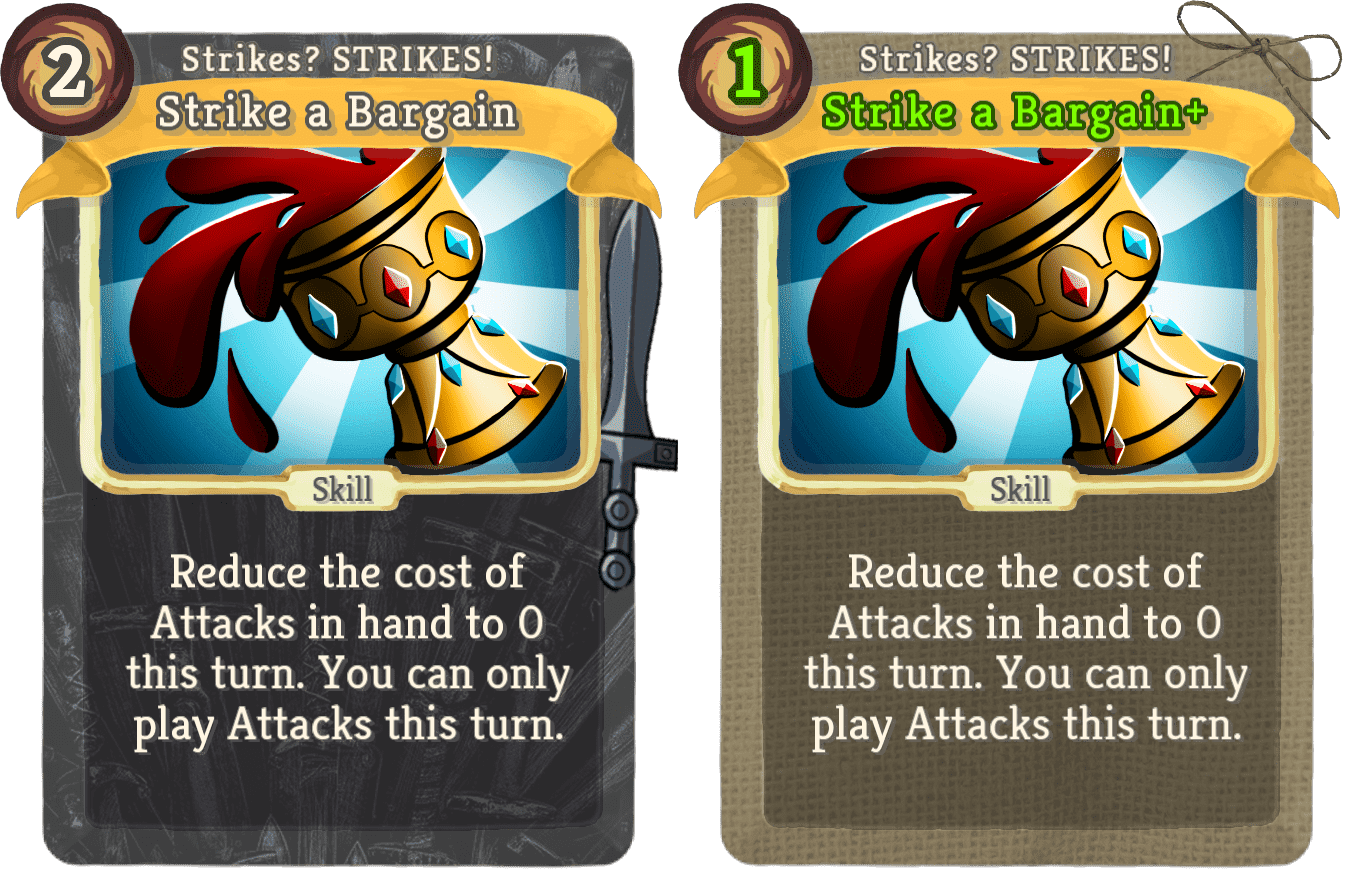 2
Strikes? STRIKES!
Strike a Bargain
Skill
Reduce the cost of
Attacks in hand to 0
this turn. You can only
play Attacks this turn.
1
Strikes? STRIKES!
Strike a Bargain+
Skill
Reduce the cost of
Attacks in hand to 0
this turn. You can only
play Attacks this turn.